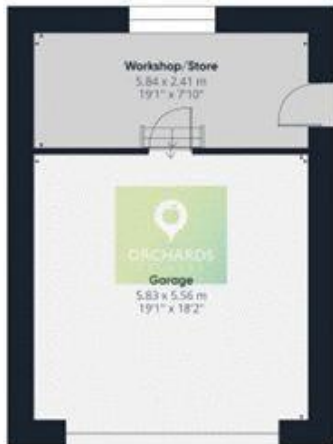 Workshop/Store
5.84 x 2.41 m
19'1" x 7'10"
ORCHARDS
Garage
5.83 x 5.56 m
19'1" x 18'2"